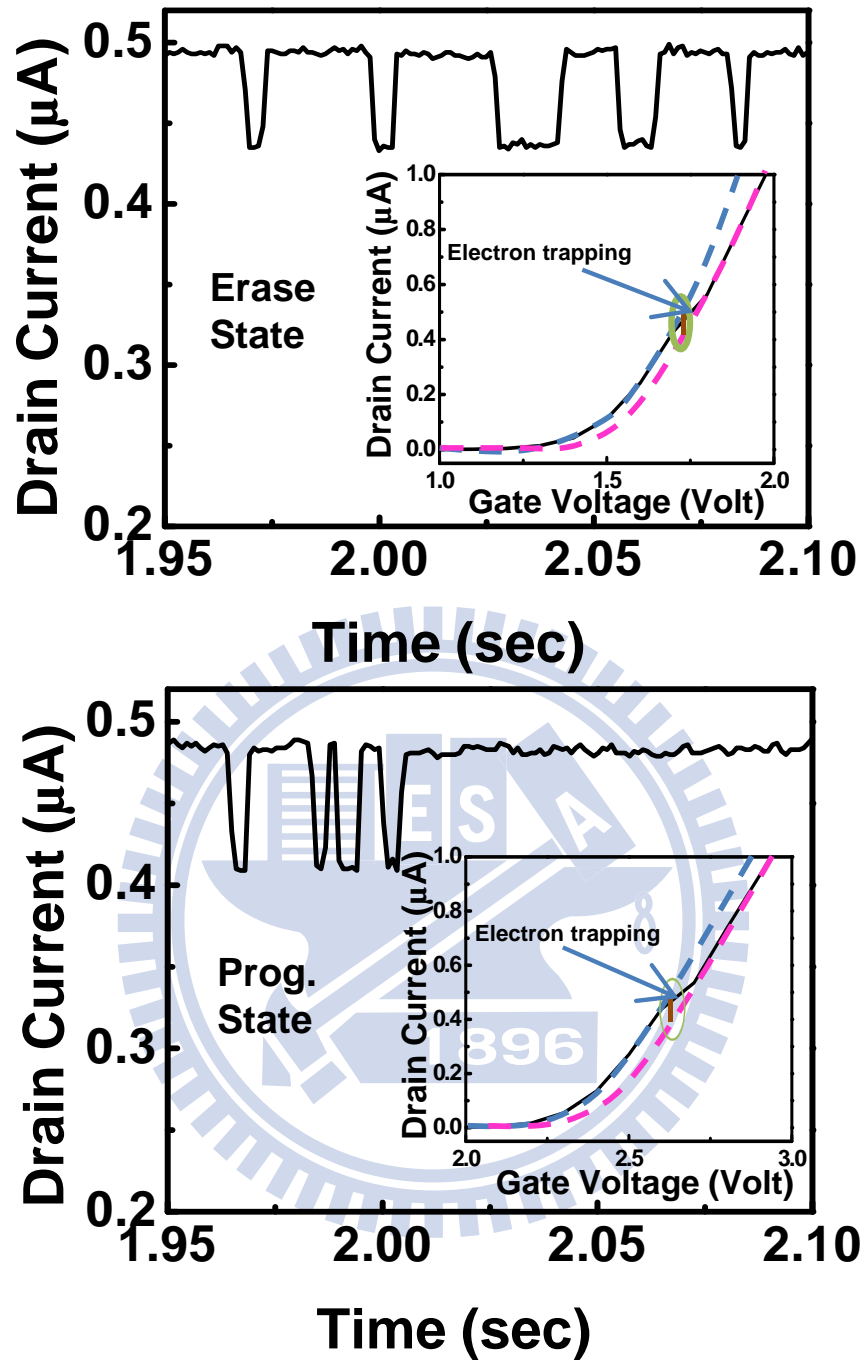 Drain Current (μA)
0.5
0.4
0.3
0.2
Erase
State
Drain Current (μA)
1.0
0.8
0.6
0.4
0.2
0.0
Electron trapping
1.0 1.5 2.0
Gate Voltage (Volt)
1.95 2.00 2.05 2.10
Time (sec)
Drain Current (μA)
0.5
0.4
0.3
0.2
E S A
8
1896
Prog.
State
Drain Current (μA)
1.0
0.8
0.6
0.4
0.2
0.0
Electron trapping
2.0 2.5 3.0
Gate Voltage (Volt)
1.95 2.00 2.05 2.10
Time (sec)